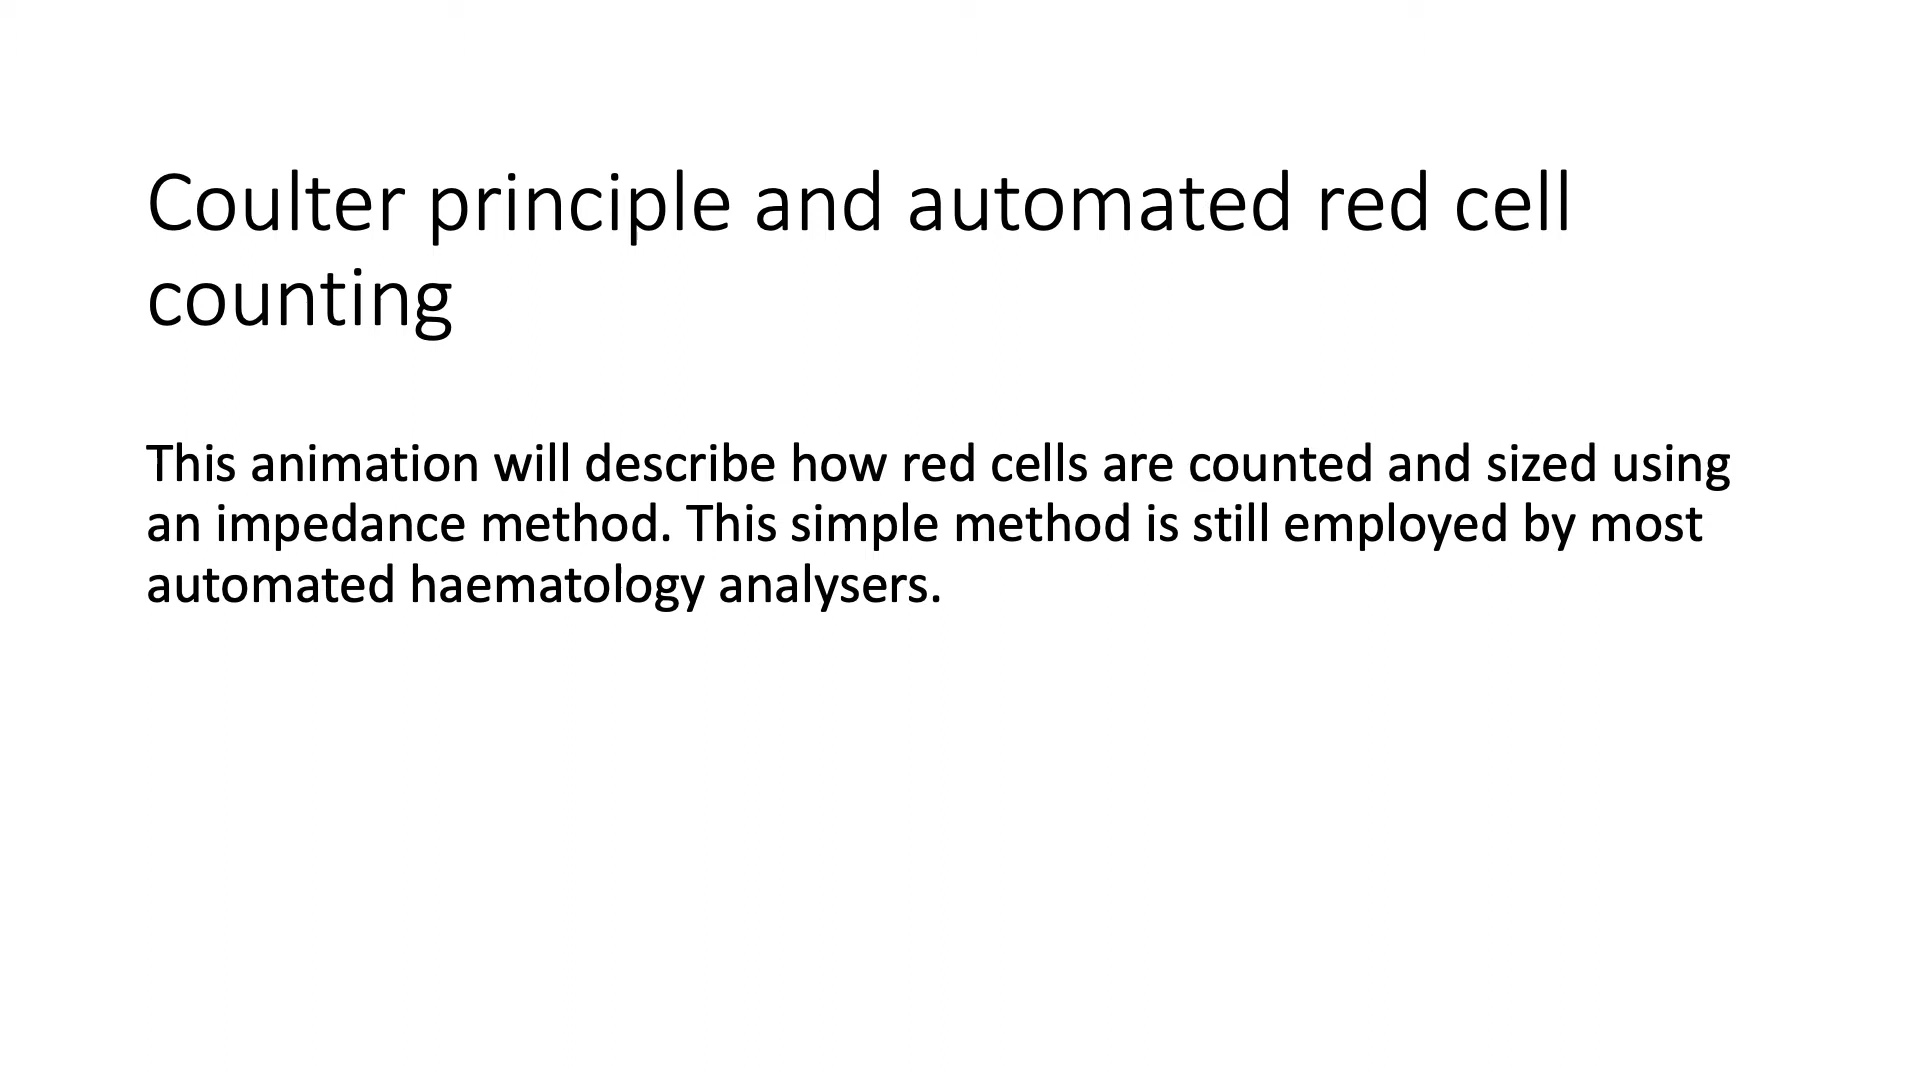 Coulter principle and automated red cell
counting
This animation will describe how red cells are counted and sized using
an impedance method. This simple method is still employed by most
automated haematology analysers.